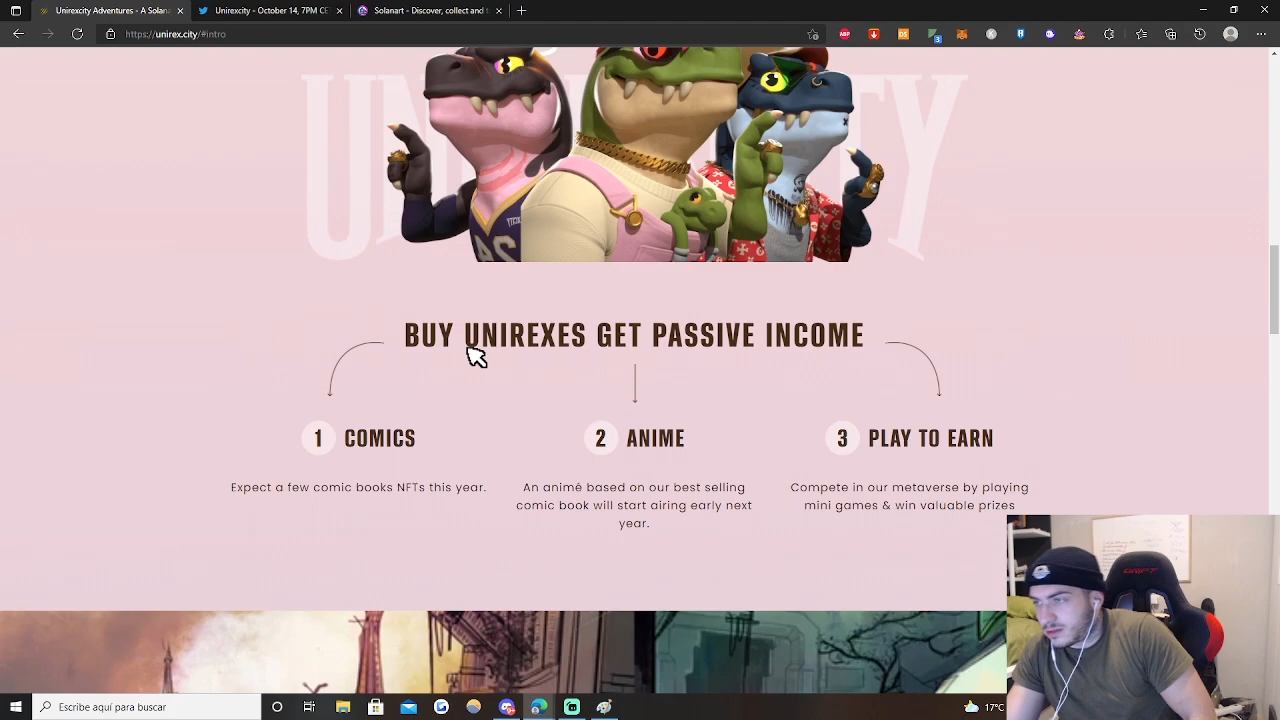 Unirexcity Adventures - A Solana
Unirexcity - October 14, 7PM CE
Solanart - Discover, collect and
https://unirex.city/#intro
BUY UNIREXES GET PASSIVE INCOME
1 COMICS
2 ANIME
3 PLAY TO EARN
Expect a few comic books NFTs this year.
An animé based on our best selling
comic book will start airing early next
year.
Compete in our metaverse by playing
mini games & win valuable prizes
Escribe aquí para buscar
17°C